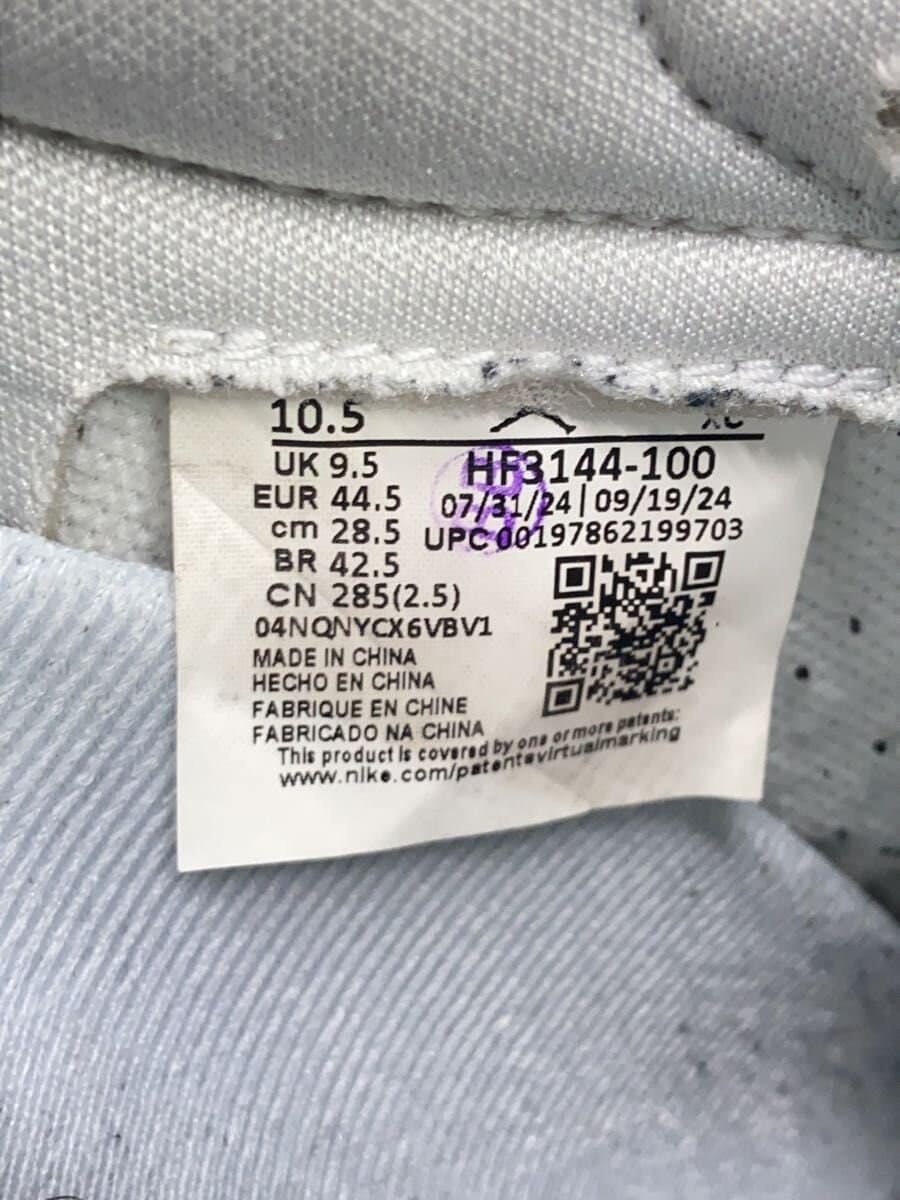 10.5
UK 9.5
EUR 44.5
cm 28.5
BR 42.5
CN 285(2.5)
HF3144-100
07/31/24|09/19/24
UPC 00197862199703
04NQNYCX6VBV1
MADE IN CHINA
HECHO EN CHINA
FABRIQUE EN CHINE
FABRICADO NA CHINA
This product is covered by one or more patents:
www.nike.com/patentsvirtualmarking